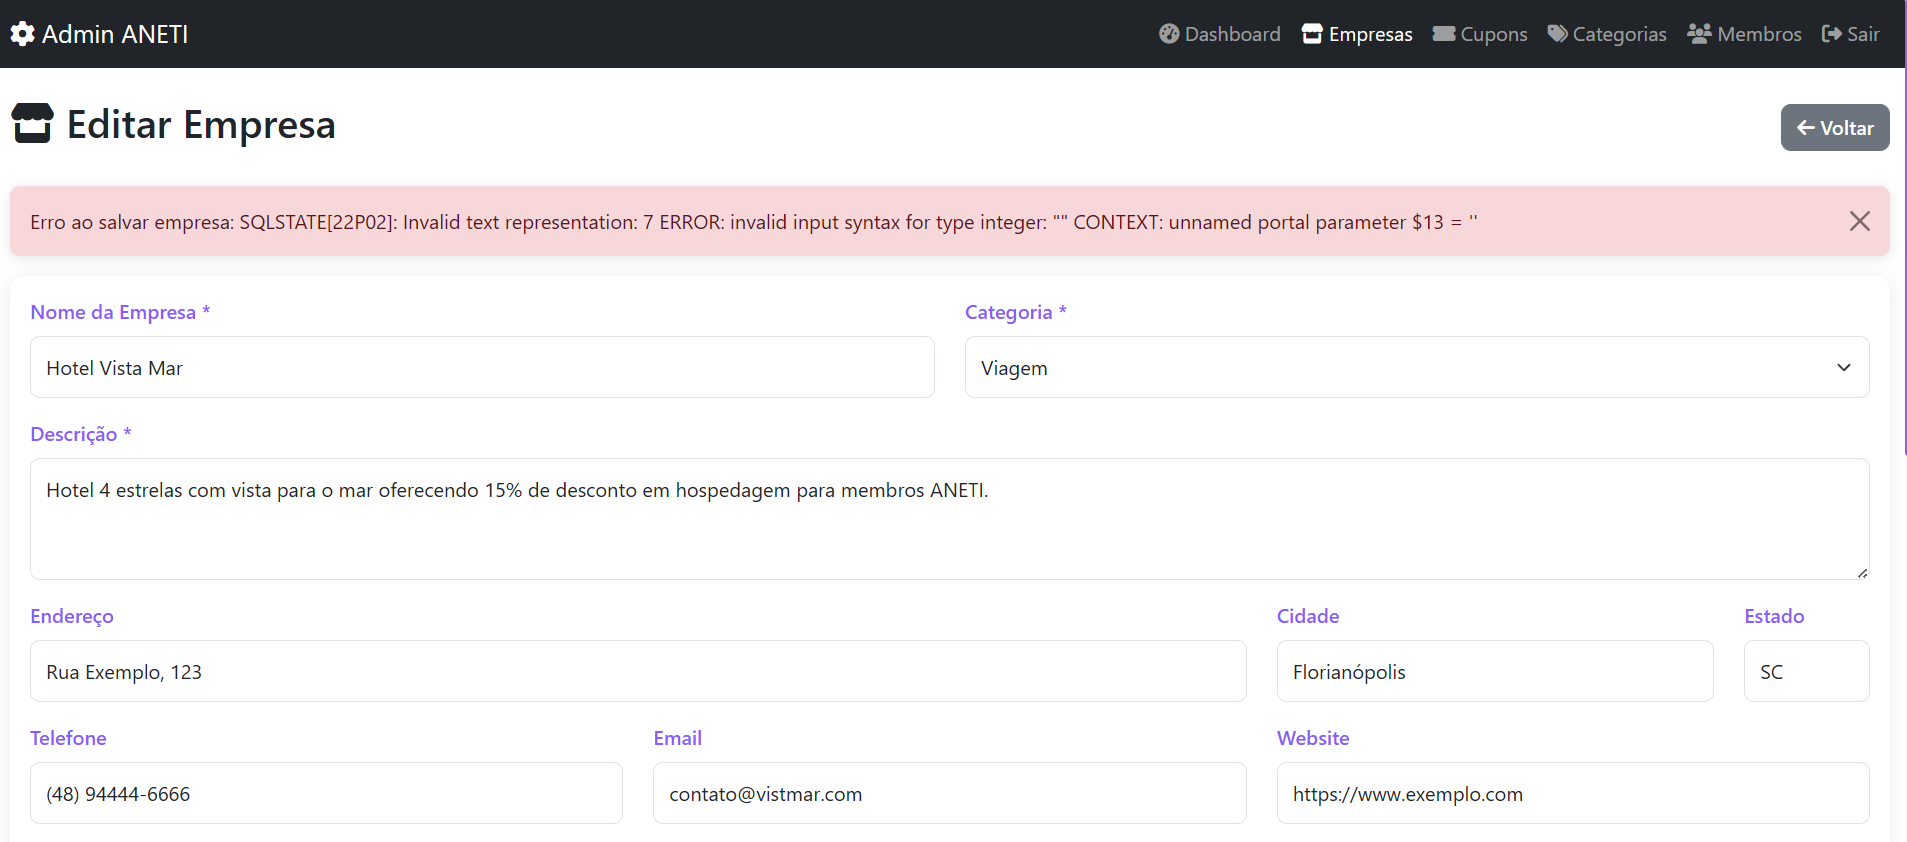 Admin ANETI
Dashboard Empresas Cupons Categorias Membros Sair
Editar Empresa
Voltar
Erro ao salvar empresa: SQLSTATE[22P02]: Invalid text representation: 7 ERROR: invalid input syntax for type integer: "" CONTEXT: unnamed portal parameter $13 = ''
Nome da Empresa * Categoria *
Hotel Vista Mar Viagem
Descrição *
Hotel 4 estrelas com vista para o mar oferecendo 15% de desconto em hospedagem para membros ANETI.
Endereço Cidade Estado
Rua Exemplo, 123 Florianópolis SC
Telefone Email Website
(48) 94444-6666 contato@vistmar.com https://www.exemplo.com